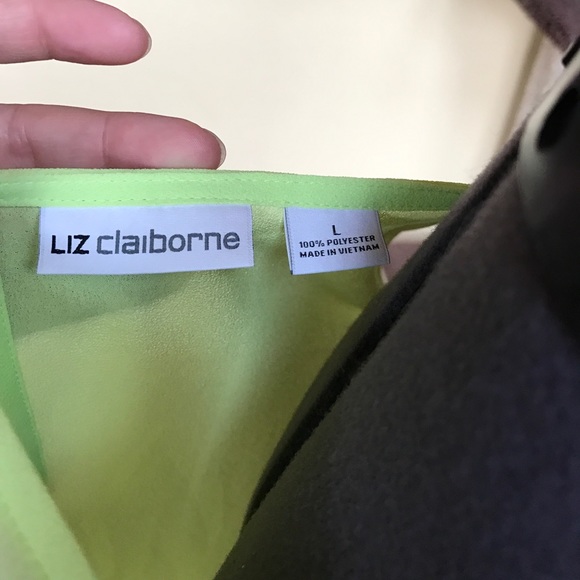 LIZ claiborne
L
100% POLYESTER
MADE IN VIETNAM